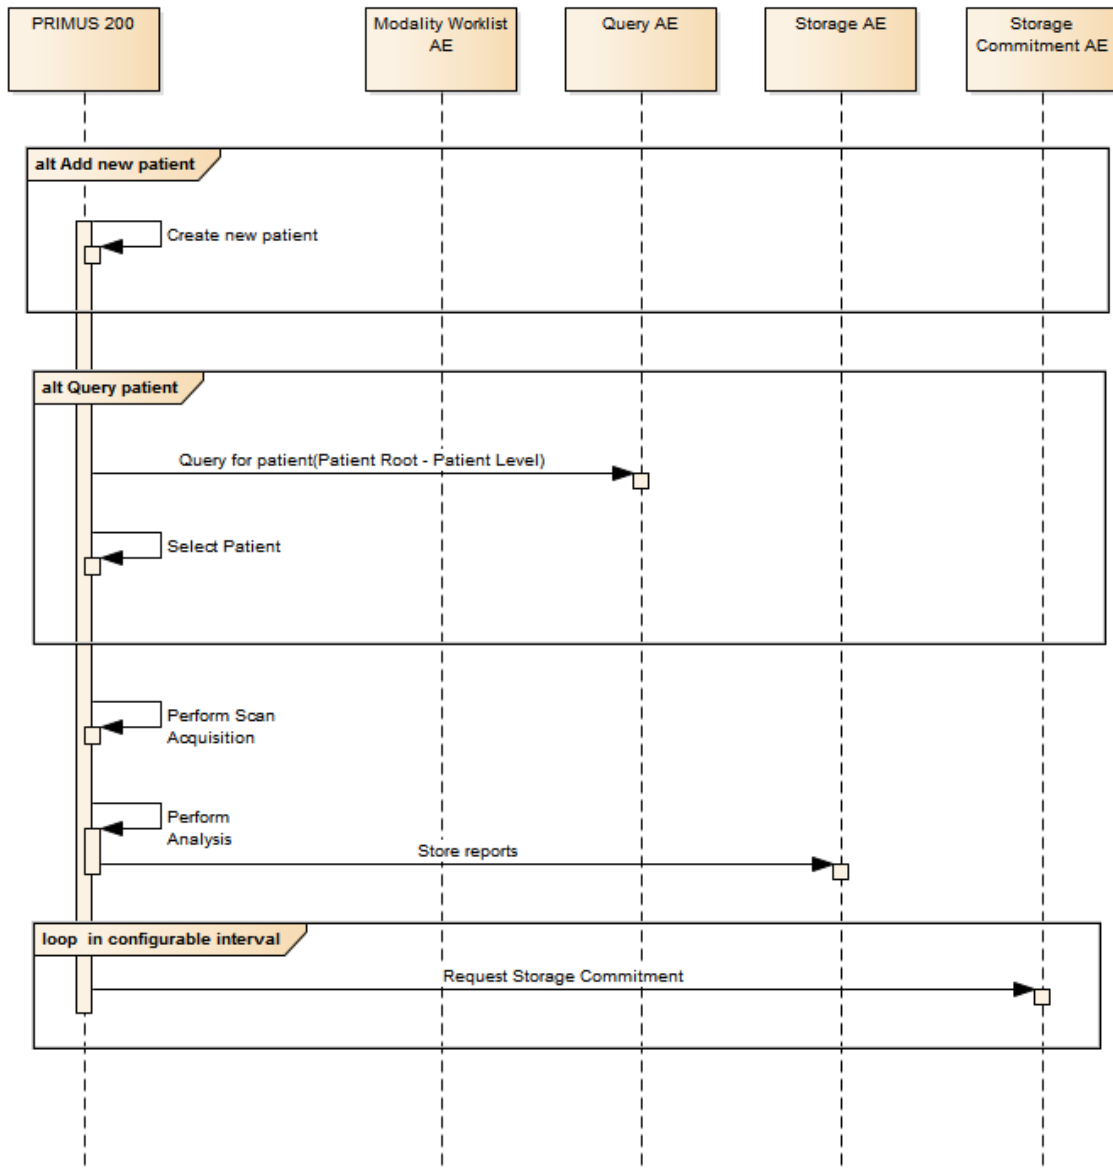 PRIMUS 200
Modality Worklist
AE
Query AE
Storage AE
Storage
Commitment AE
alt Add new patient
Create new patient
alt Query patient
Query for patient(Patient Root - Patient Level)
Select Patient
Perform Scan
Acquisition
Perform
Analysis
Store reports
loop in configurable interval
Request Storage Commitment